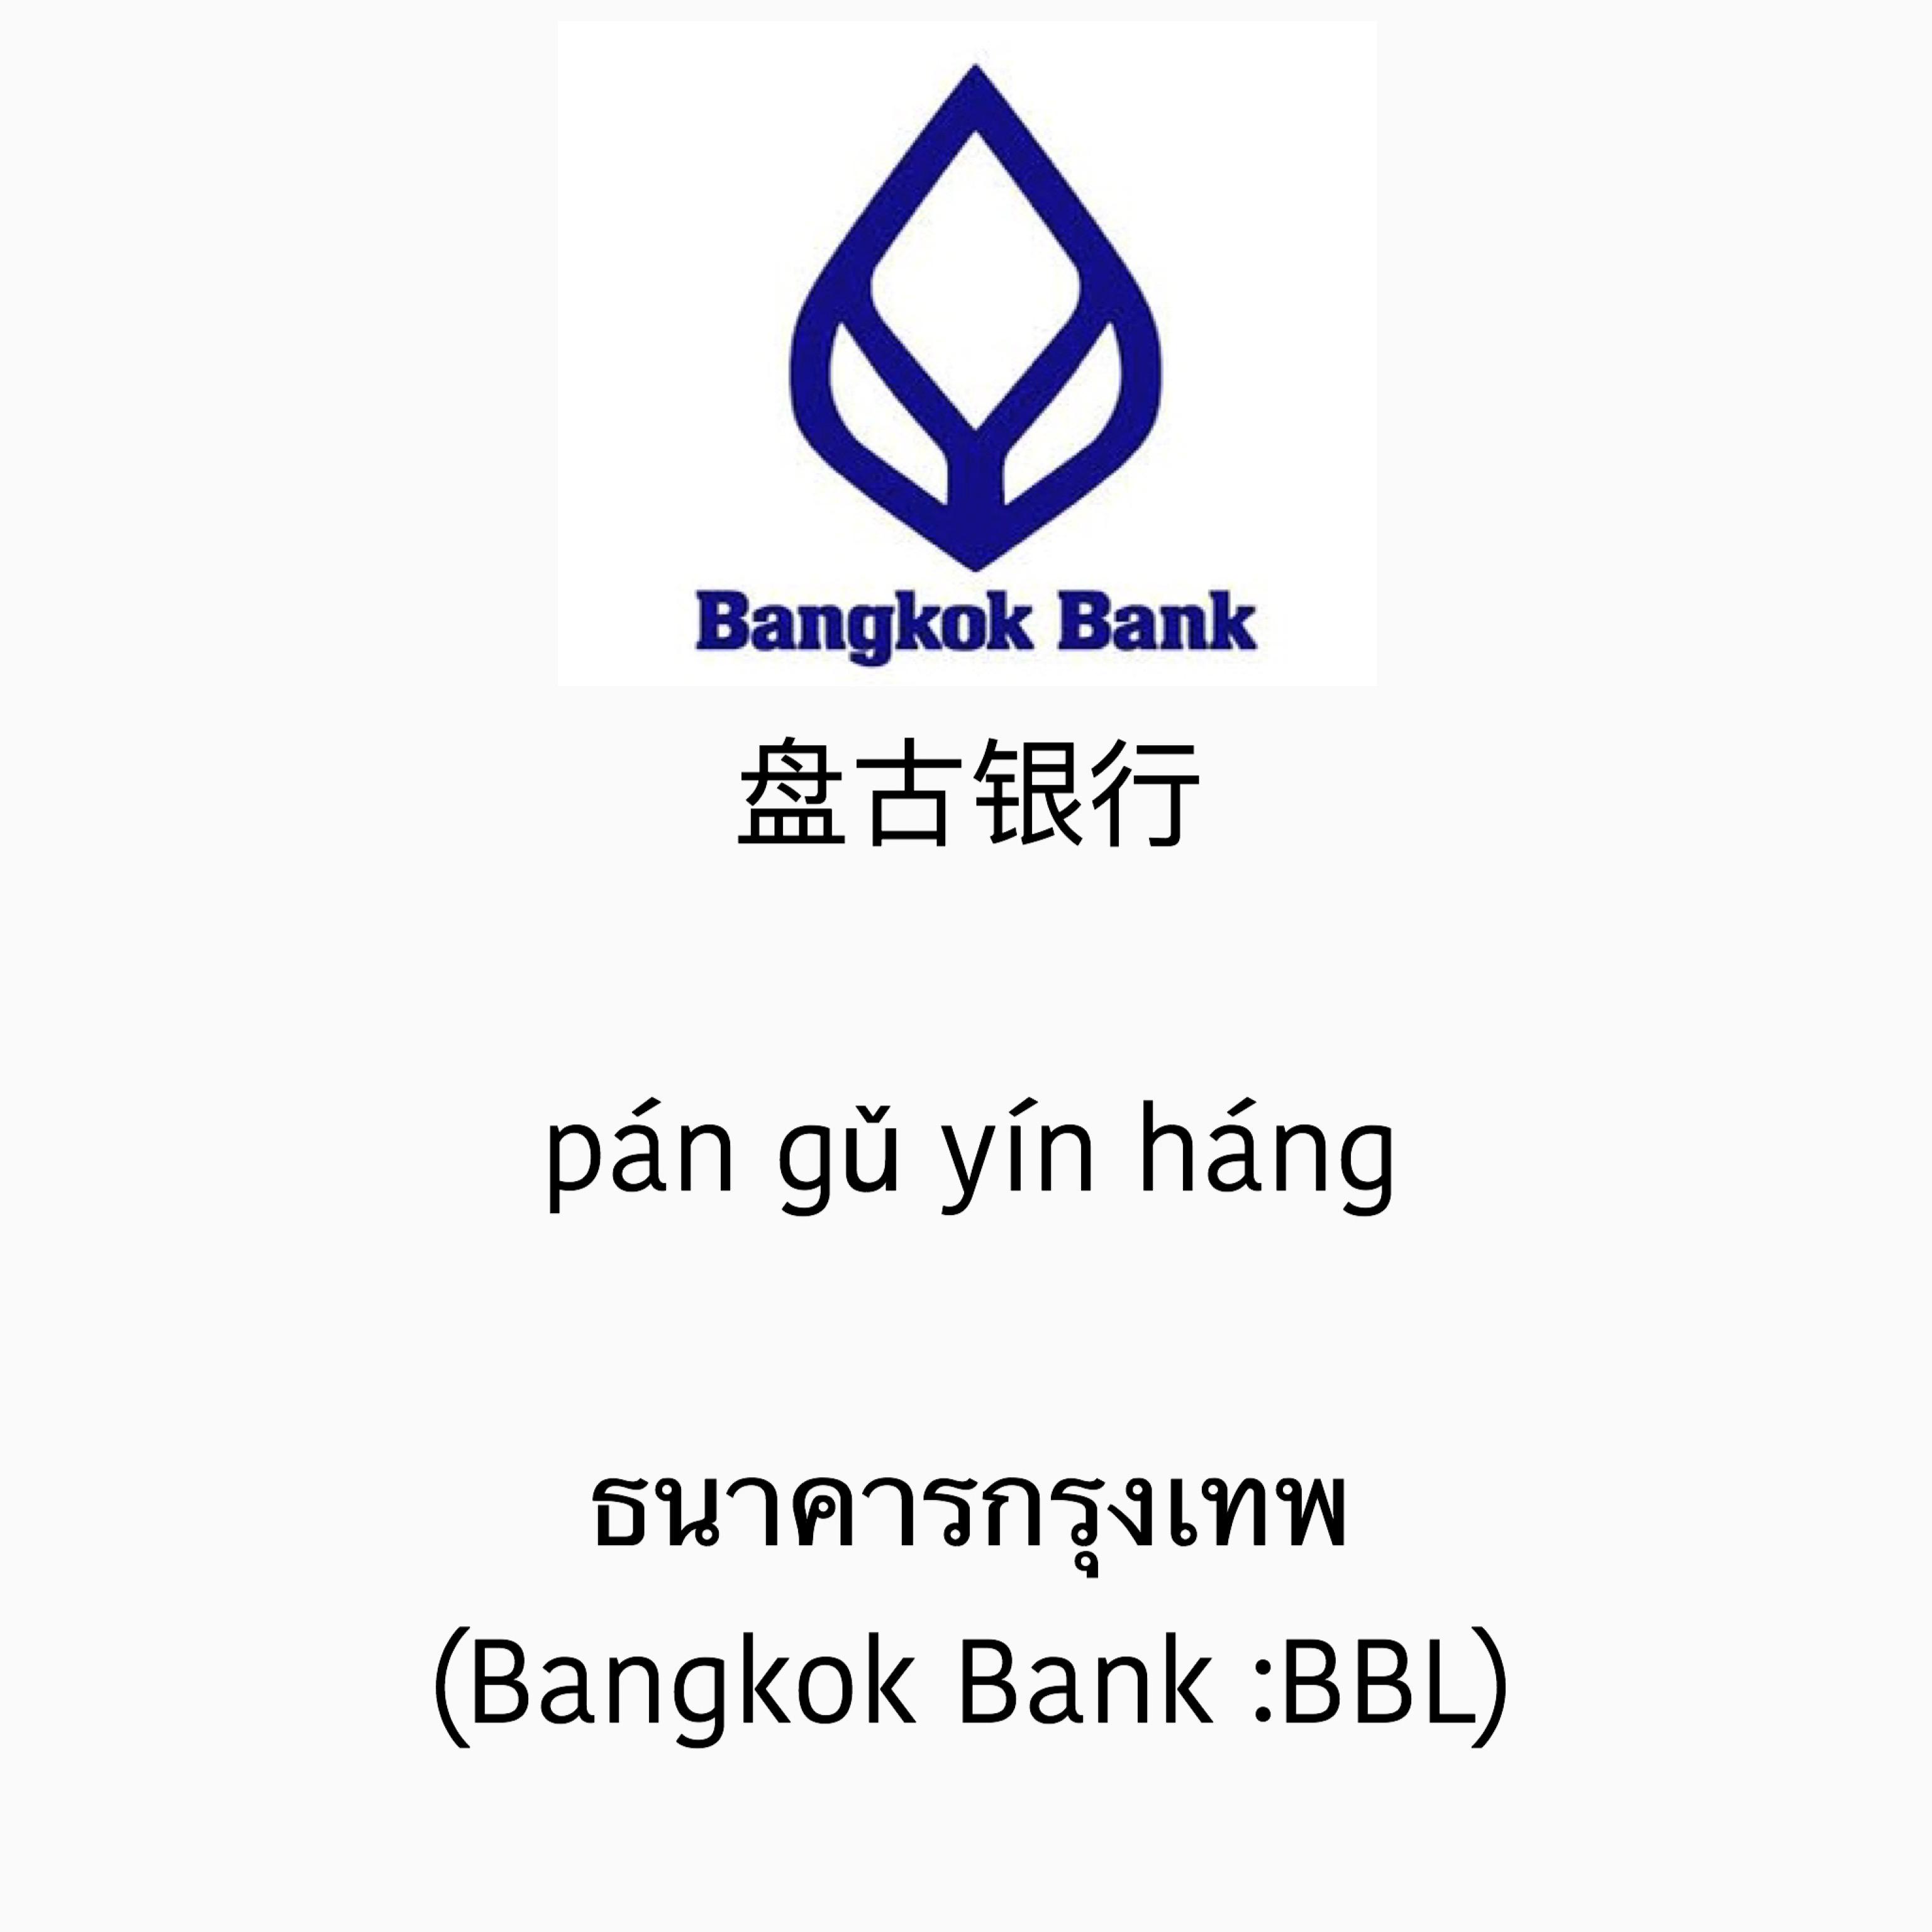 Bangkok Bank
盘古银行
pán gǔ yín háng
ธนาคารกรุงเทพ
(Bangkok Bank :BBL)